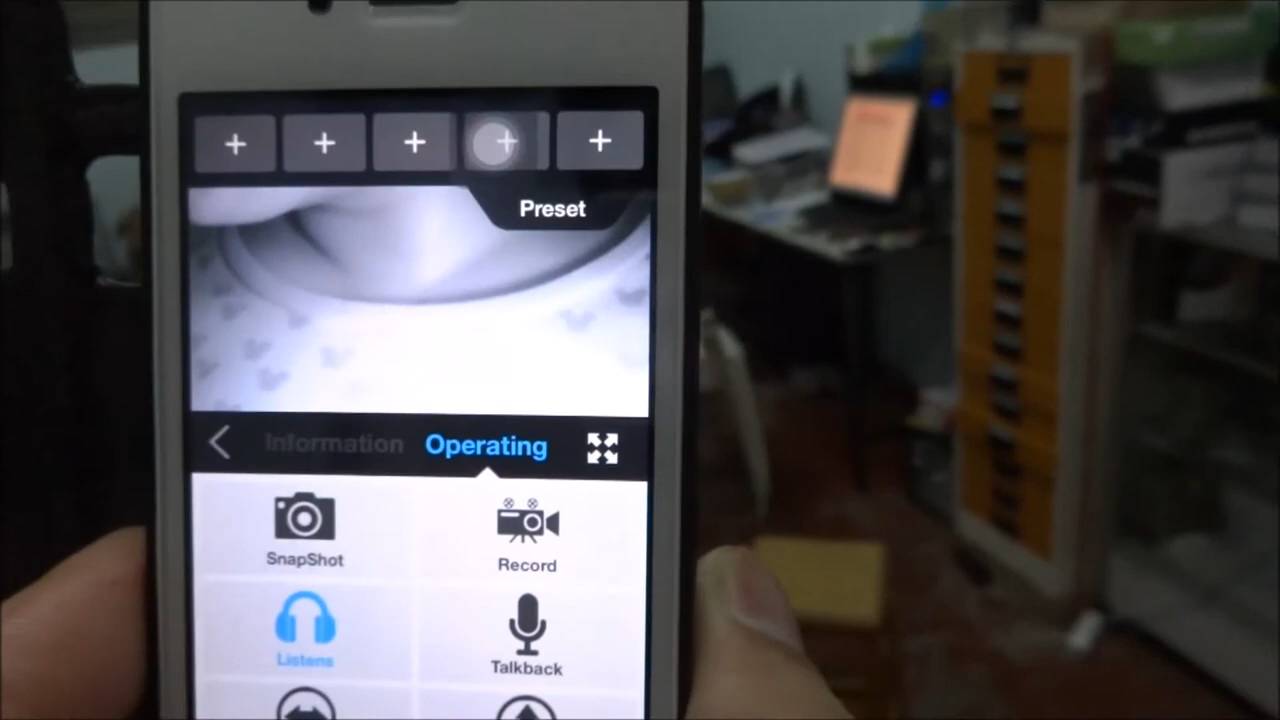 Preset
Information
Operating
SnapShot
Record
Listens
Talkback